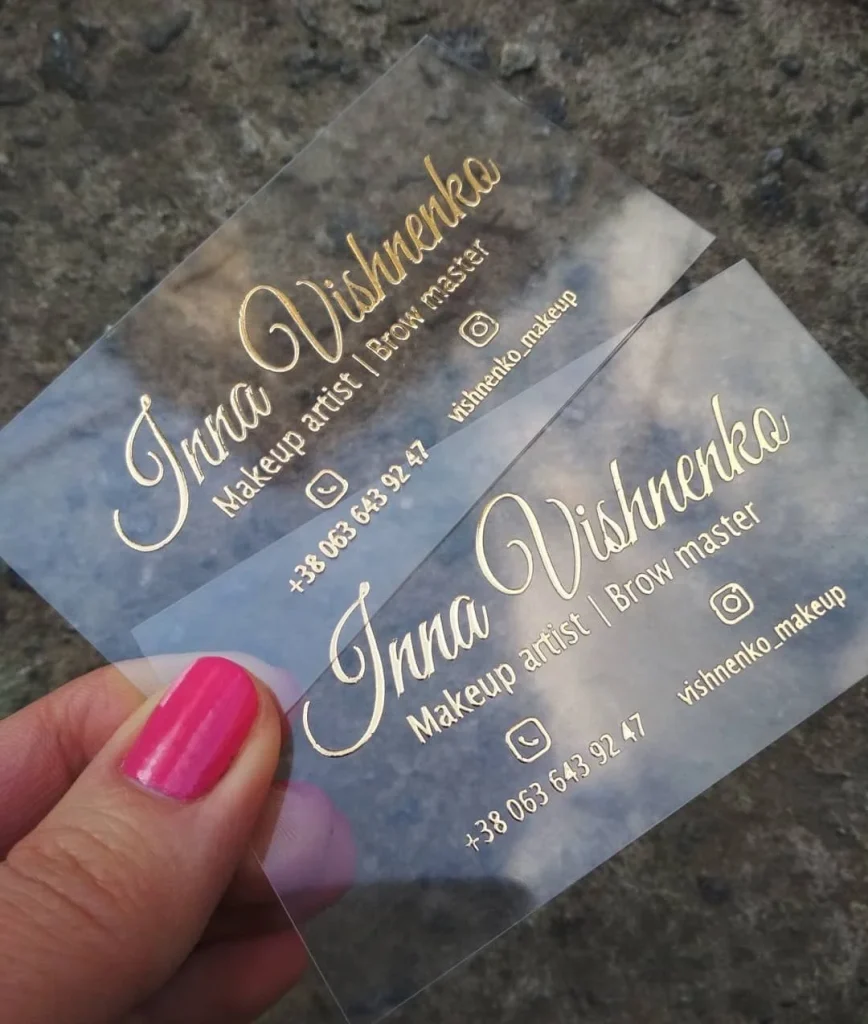 Inna Vishnenko
Makeup artist | Brow master
+38 063 643 92 47
vishnenko_makeup
Inna Vishnenko
Makeup artist | Brow master
+38 063 643 92 47
vishnenko_makeup